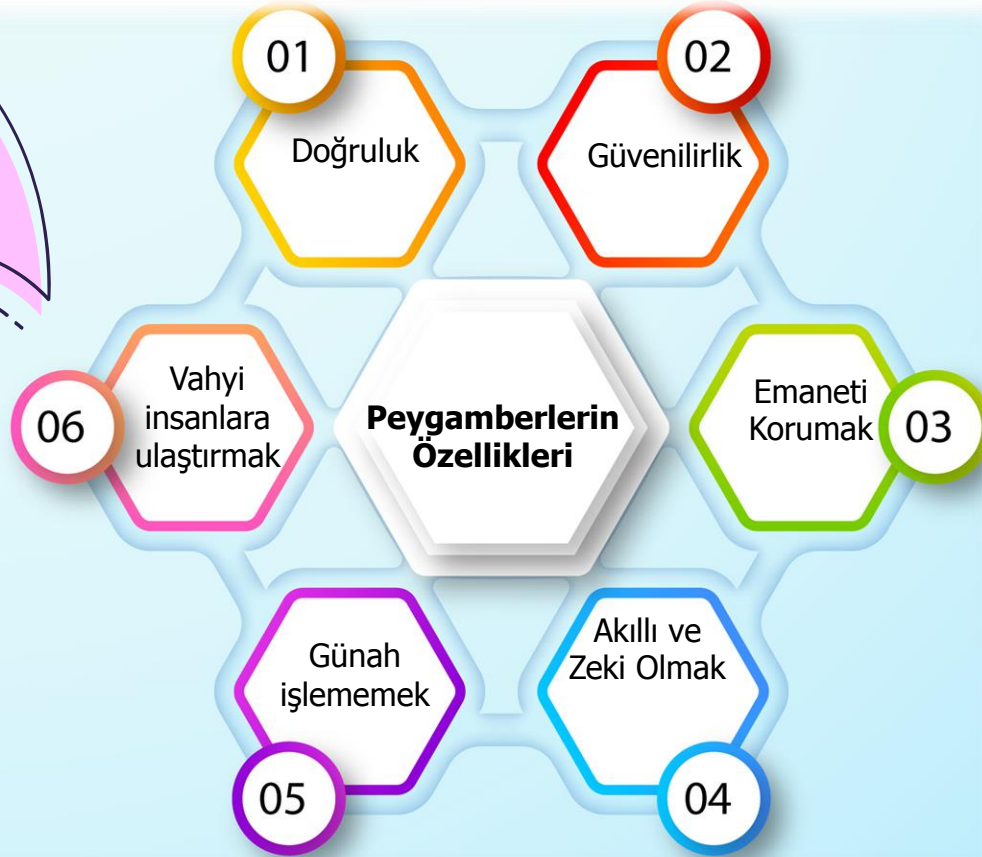 Peygamberlerin
Özellikleri
01
Doğruluk
02
Güvenilirlik
03
Emaneti
Korumak
04
Akıllı ve
Zeki Olmak
05
Günah
işlememek
06
Vahyi
insanlara
ulaştırmak